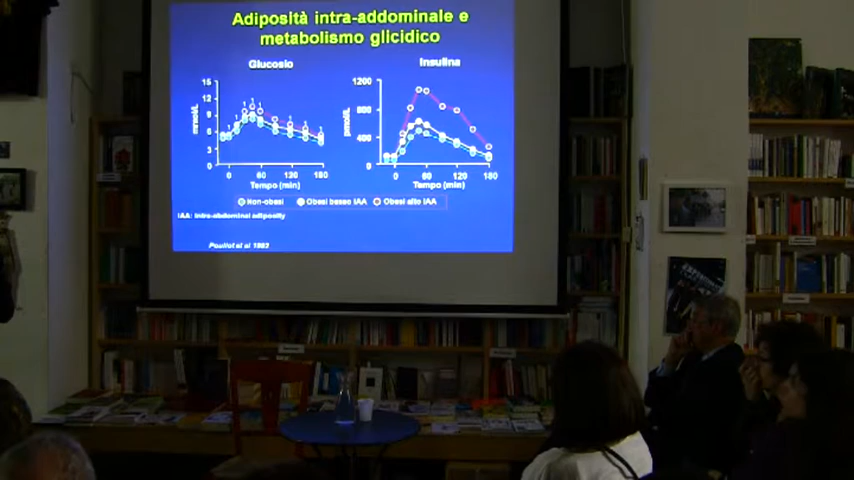 Adiposità intra-addominale e
metabolismo glicidico
Glucosio
Insulina
15
12
9
6
3
0
mmol/L
0 60 120 180
Tempo (min)
1200
800
400
0
pmol/L
0 60 120 180
Tempo (min)
Non-obesi Obesi basso IAA Obesi alto IAA
IAA: intra-abdominal adiposity
Pouliot et al 1992